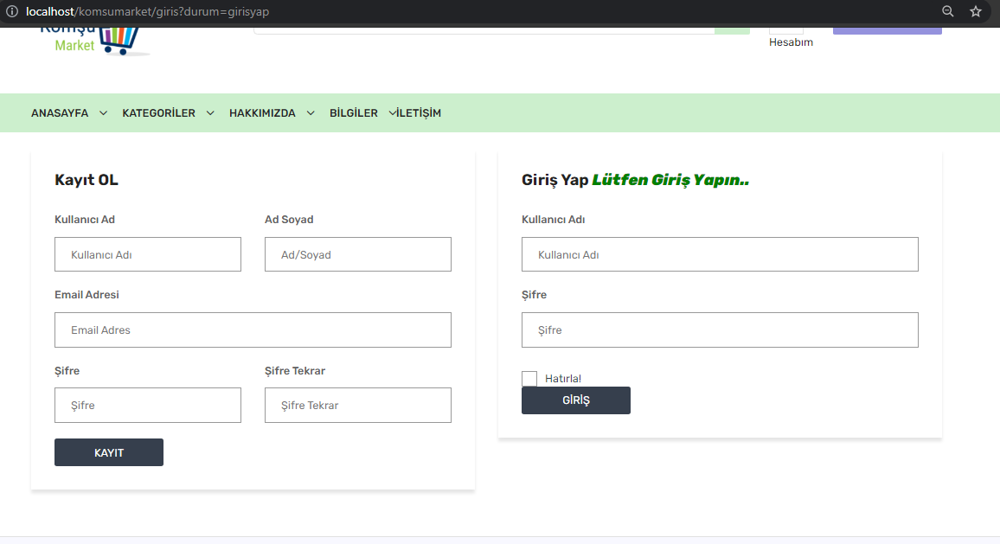 localhost/komsumarket/giris?durum=girisyap
Komşu
Market
Hesabım
ANASAYFA KATEGORİLER HAKKIMIZDA BİLGİLER İLETİŞİM
Kayıt OL
Kullanıcı Ad Ad Soyad
Kullanıcı Adı Ad/Soyad
Email Adresi
Email Adres
Şifre Şifre Tekrar
Şifre Şifre Tekrar
KAYIT
Giriş Yap Lütfen Giriş Yapın..
Kullanıcı Adı
Kullanıcı Adı
Şifre
Şifre
Hatırla!
GİRİŞ